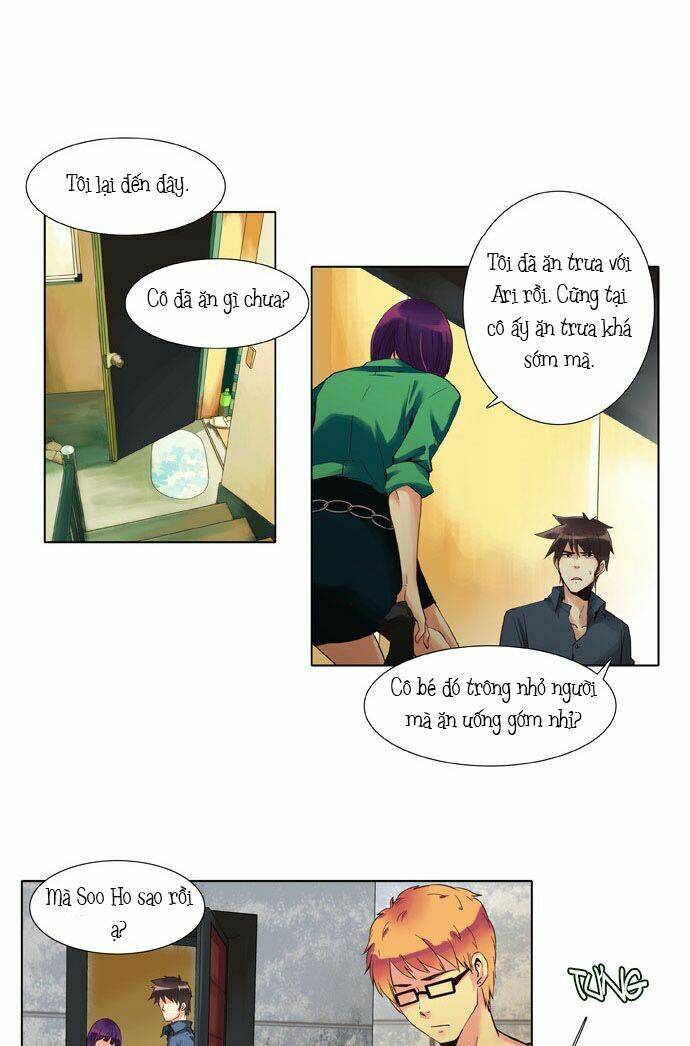 Tôi lại đến đây.
Cô đã ăn gì chưa?
Tôi đã ăn trưa với
Ari rồi. Cũng tại
cô ấy ăn trưa khá
sớm mà.
Cô bé đó trông nhỏ người
mà ăn uống gớm nhỉ?
Mà Soo Ho sao rồi
ạ?
TƯNG